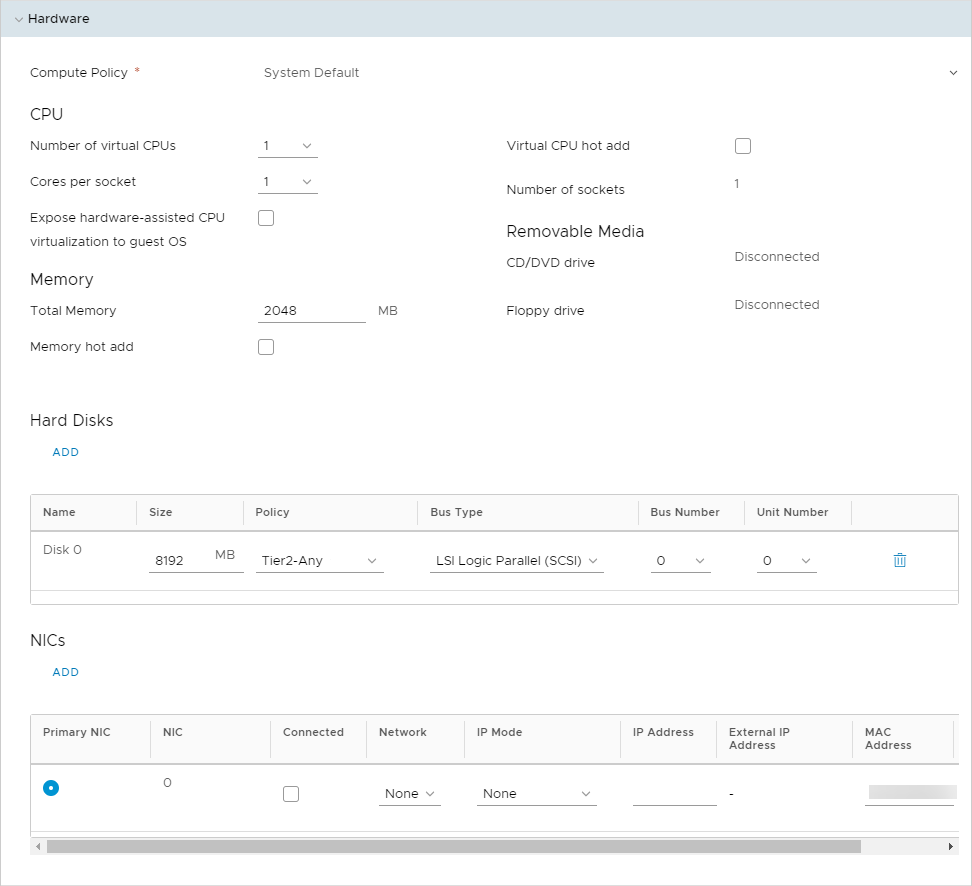 Hardware
Compute Policy * System Default
CPU
Number of virtual CPUs 1
Virtual CPU hot add
Cores per socket 1
Number of sockets 1
Expose hardware-assisted CPU
virtualization to guest OS
Removable Media
CD/DVD drive Disconnected
Memory
Total Memory 2048 MB
Floppy drive Disconnected
Memory hot add
Hard Disks
ADD
Name Size Policy Bus Type Bus Number Unit Number
Disk 0 8192 MB Tier2-Any LSI Logic Parallel (SCSI) 0 0
NICs
ADD
Primary NIC NIC Connected Network IP Mode IP Address External IP Address MAC Address
0 None None -